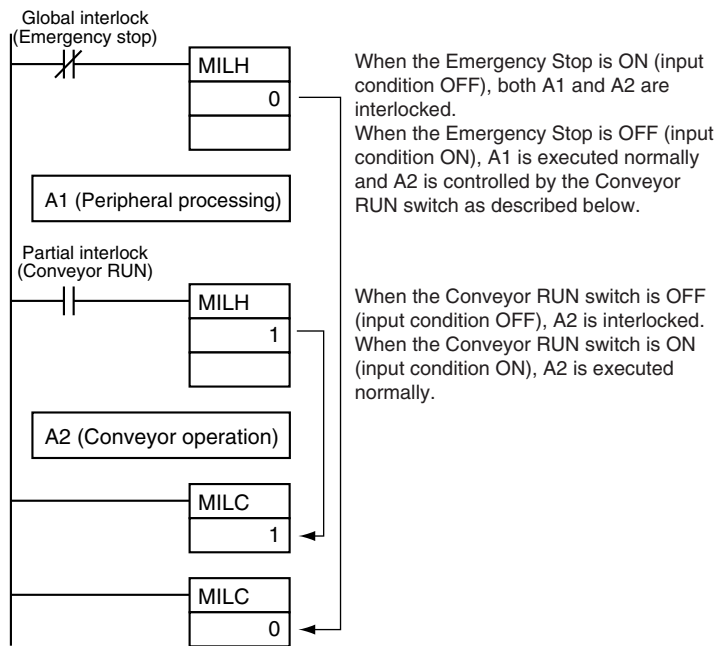 Global interlock
(Emergency stop)
MILH
0
When the Emergency Stop is ON (input
condition OFF), both A1 and A2 are
interlocked.
When the Emergency Stop is OFF (input
condition ON), A1 is executed normally
and A2 is controlled by the Conveyor
RUN switch as described below.
A1 (Peripheral processing)
Partial interlock
(Conveyor RUN)
MILH
1
When the Conveyor RUN switch is OFF
(input condition OFF), A2 is interlocked.
When the Conveyor RUN switch is ON
(input condition ON), A2 is executed
normally.
A2 (Conveyor operation)
MILC
1
MILC
0